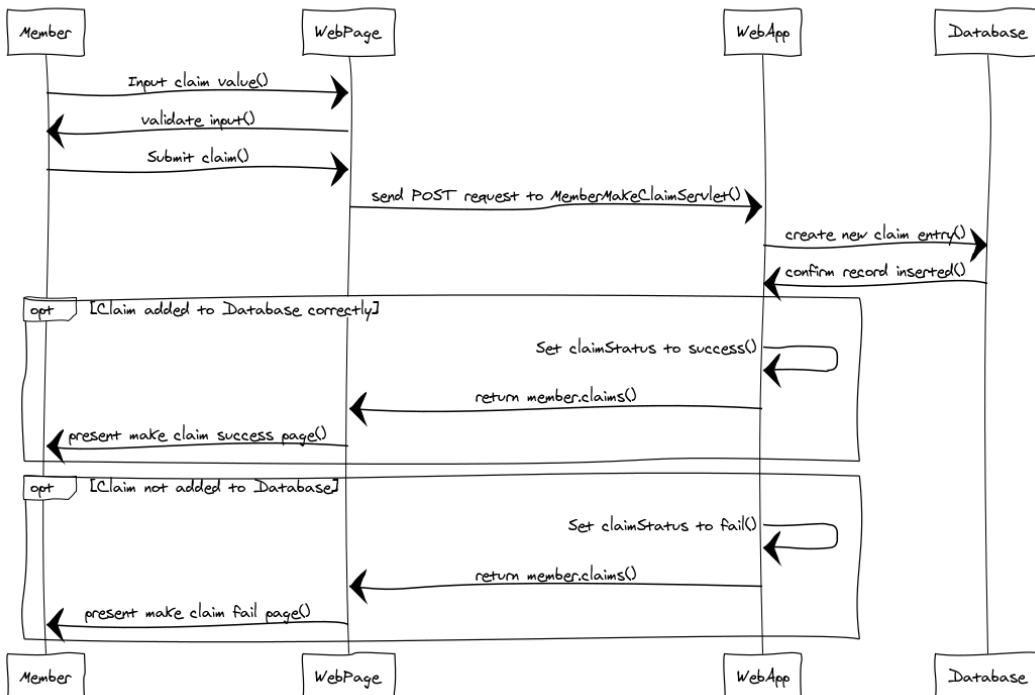 Member
WebPage
WebApp
Database
Input claim value()
validate input()
Submit claim()
send POST request to MemberMakeClaimServlet()
create new claim entry()
confirm record inserted()
opt [Claim added to Database correctly]
Set claimStatus to success()
return member.claims()
present make claim success page()
opt [Claim not added to Database]
Set claimStatus to fail()
return member.claims()
present make claim fail page()
Member
WebPage
WebApp
Database